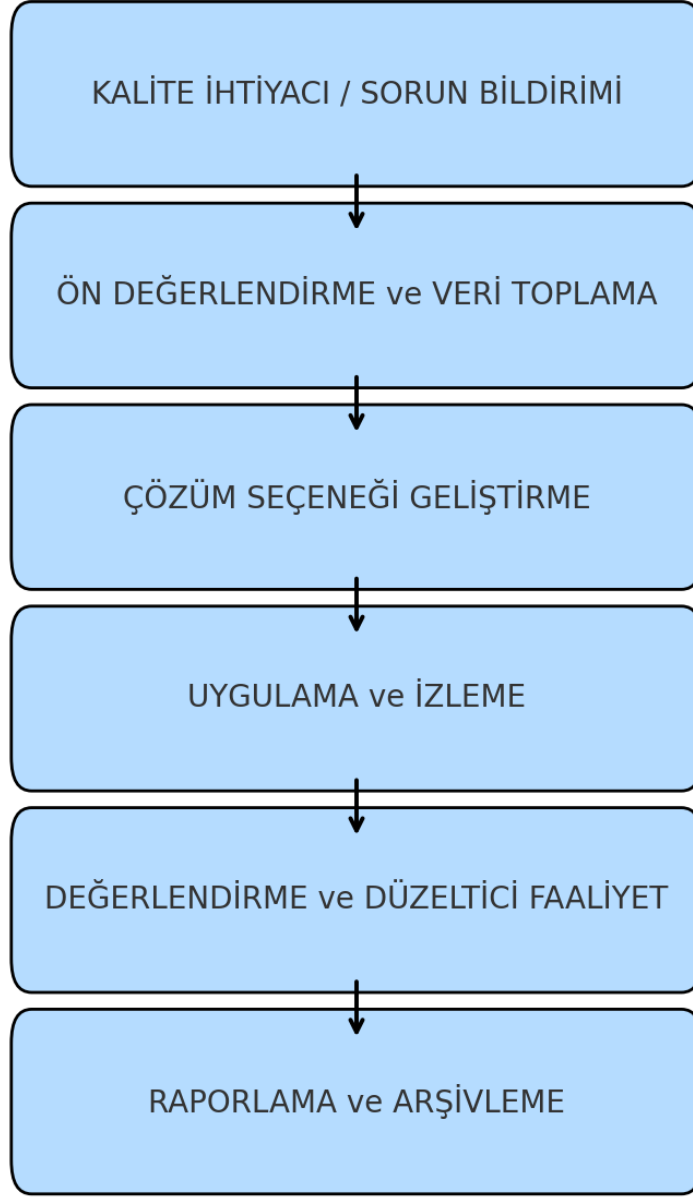 KALİTE İHTİYACI / SORUN BİLDİRİMİ
ÖN DEĞERLENDİRME ve VERİ TOPLAMA
ÇÖZÜM SEÇENEĞİ GELİŞTİRME
UYGULAMA ve İZLEME
DEĞERLENDİRME ve DÜZELTİCİ FAALİYET
RAPORLAMA ve ARŞİVLEME